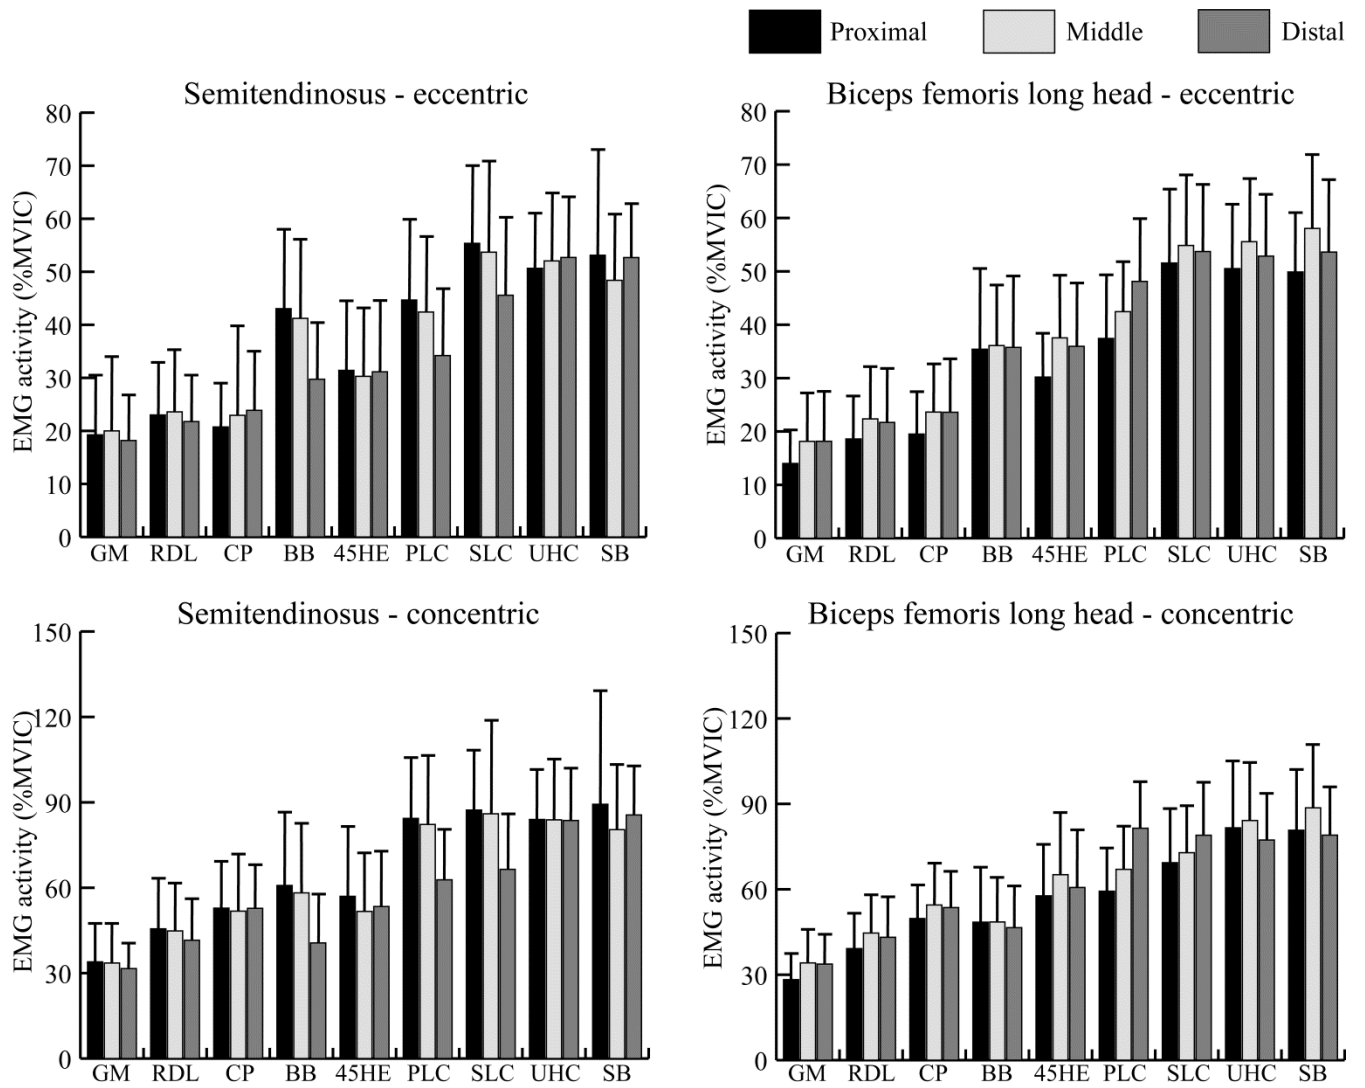 Proximal Middle Distal
Semitendinosus - eccentric
EMG activity (%MVIC)
80
70
60
50
40
30
20
10
0
GM RDL CP BB 45HE PLC SLC UHC SB
Biceps femoris long head - eccentric
EMG activity (%MVIC)
80
70
60
50
40
30
20
10
0
GM RDL CP BB 45HE PLC SLC UHC SB
Semitendinosus - concentric
EMG activity (%MVIC)
150
120
90
60
30
0
GM RDL CP BB 45HE PLC SLC UHC SB
Biceps femoris long head - concentric
EMG activity (%MVIC)
150
120
90
60
30
0
GM RDL CP BB 45HE PLC SLC UHC SB